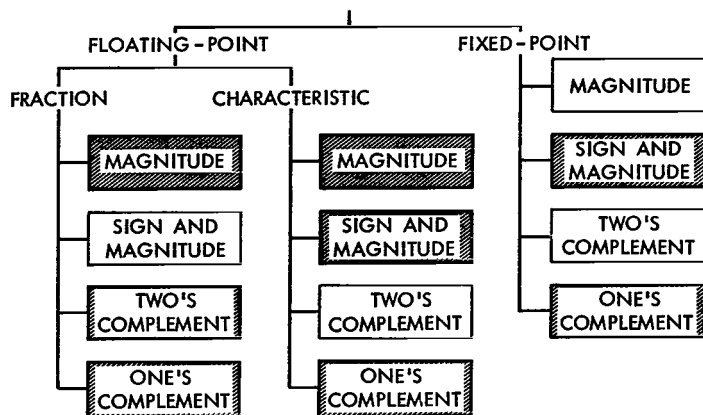 FLOATING-POINT
FIXED-POINT
FRACTION
CHARACTERISTIC
MAGNITUDE
SIGN AND
MAGNITUDE
TWO'S
COMPLEMENT
ONE'S
COMPLEMENT
MAGNITUDE
SIGN AND
MAGNITUDE
TWO'S
COMPLEMENT
ONE'S
COMPLEMENT
MAGNITUDE
SIGN AND
MAGNITUDE
TWO'S
COMPLEMENT
ONE'S
COMPLEMENT